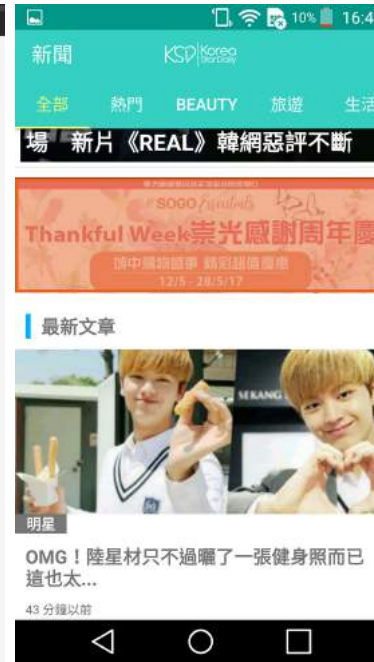 10% 16:4
新聞
KSD Korea StarDaily
全部 熱門 BEAUTY 旅遊 生活
場 新片《REAL》韓網惡評不斷
SOGO Essentials
Thankful Week崇光感謝周年慶
12/5 - 28/5/17
最新文章
SEKANG
明星
OMG！陸星材只不過曬了一張健身照而已
這也太...
43 分鐘以前